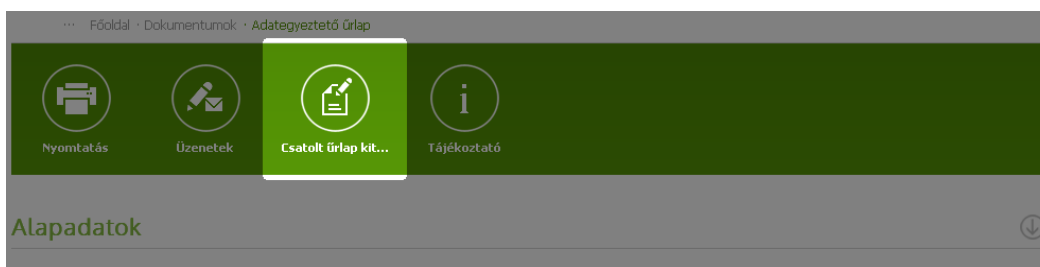 ··· Főoldal · Dokumentumok · Adategyeztető űrlap
Nyomtatás Üzenetek Csatolt űrlap kit... Tájékoztató
Alapadatok